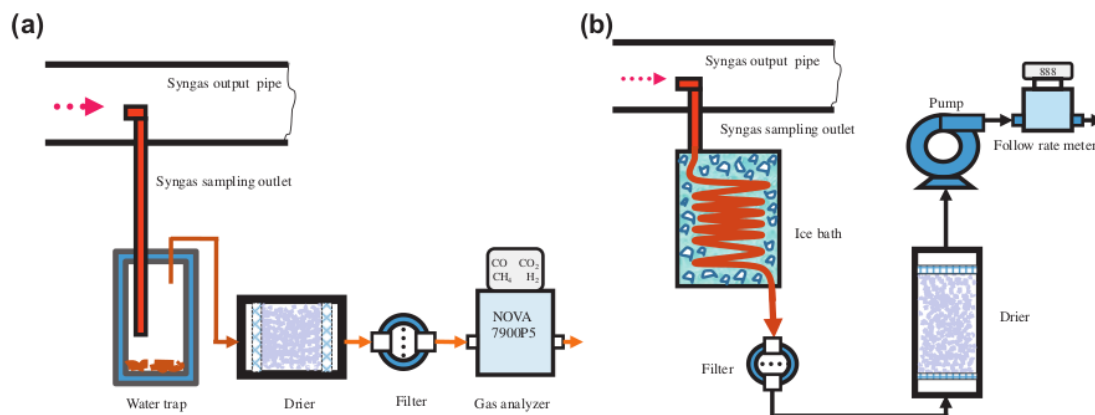 (a)
Syngas output pipe
Syngas sampling outlet
CO CO2
CH4 H2
NOVA
7900P5
Water trap
Drier
Filter
Gas analyzer
(b)
Syngas output pipe
Syngas sampling outlet
Ice bath
Filter
Pump
888
Follow rate meter
Drier